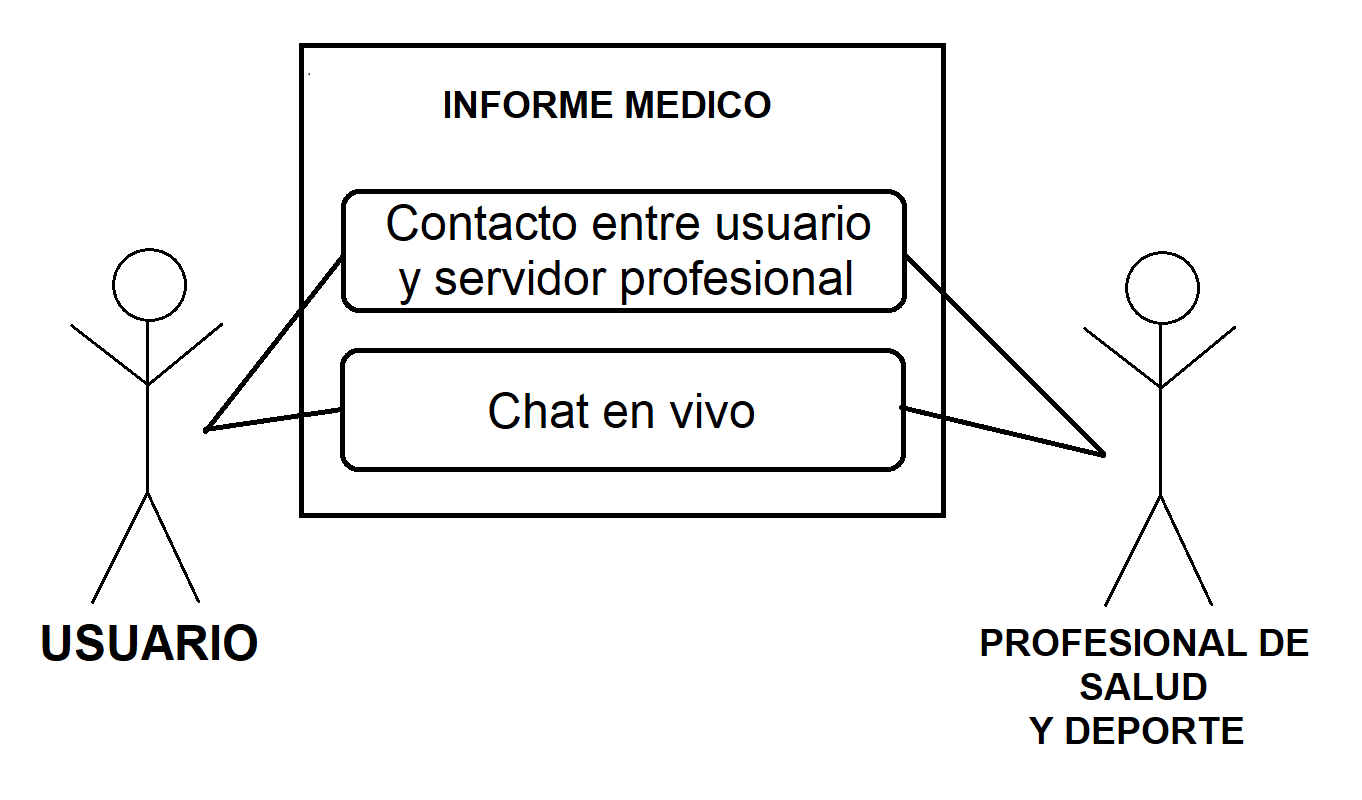 INFORME MEDICO
Contacto entre usuario
y servidor profesional
Chat en vivo
USUARIO
PROFESIONAL DE
SALUD
Y DEPORTE